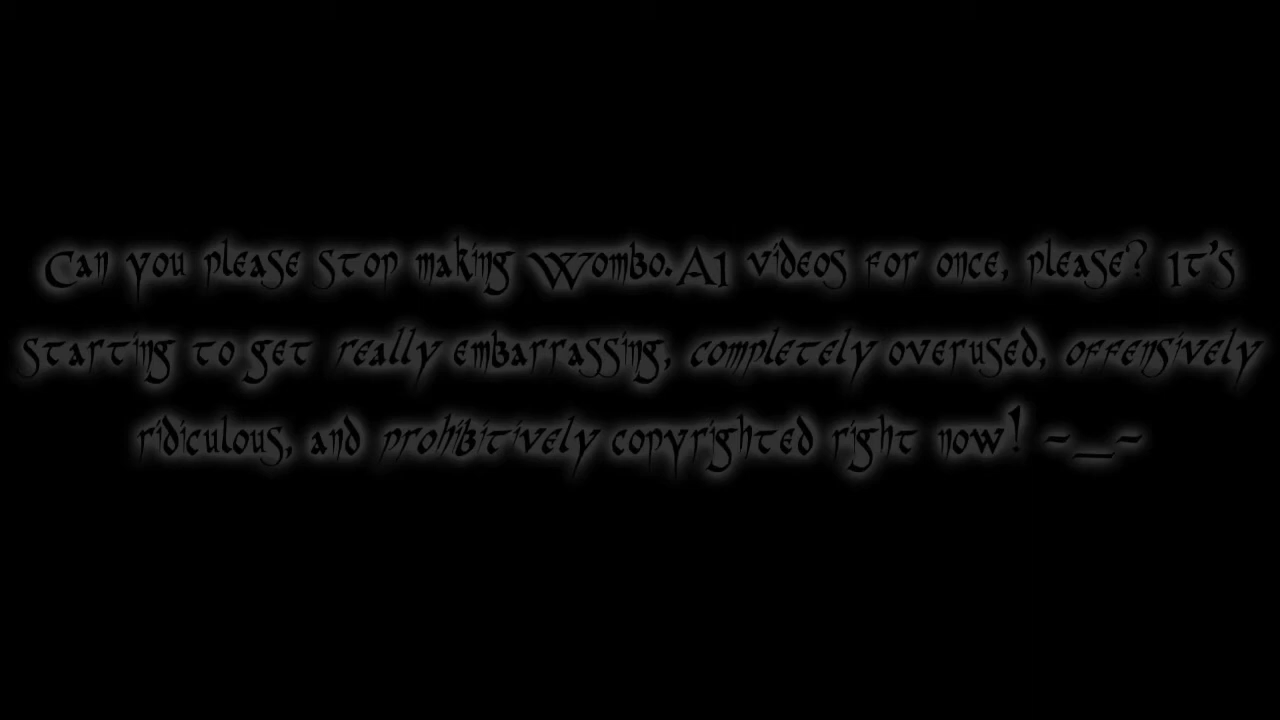 Can you please stop making Wombo.AI videos for once, please? It's
starting to get really embarrassing, completely overused, offensively
ridiculous, and prohibitively copyrighted right now! -__-